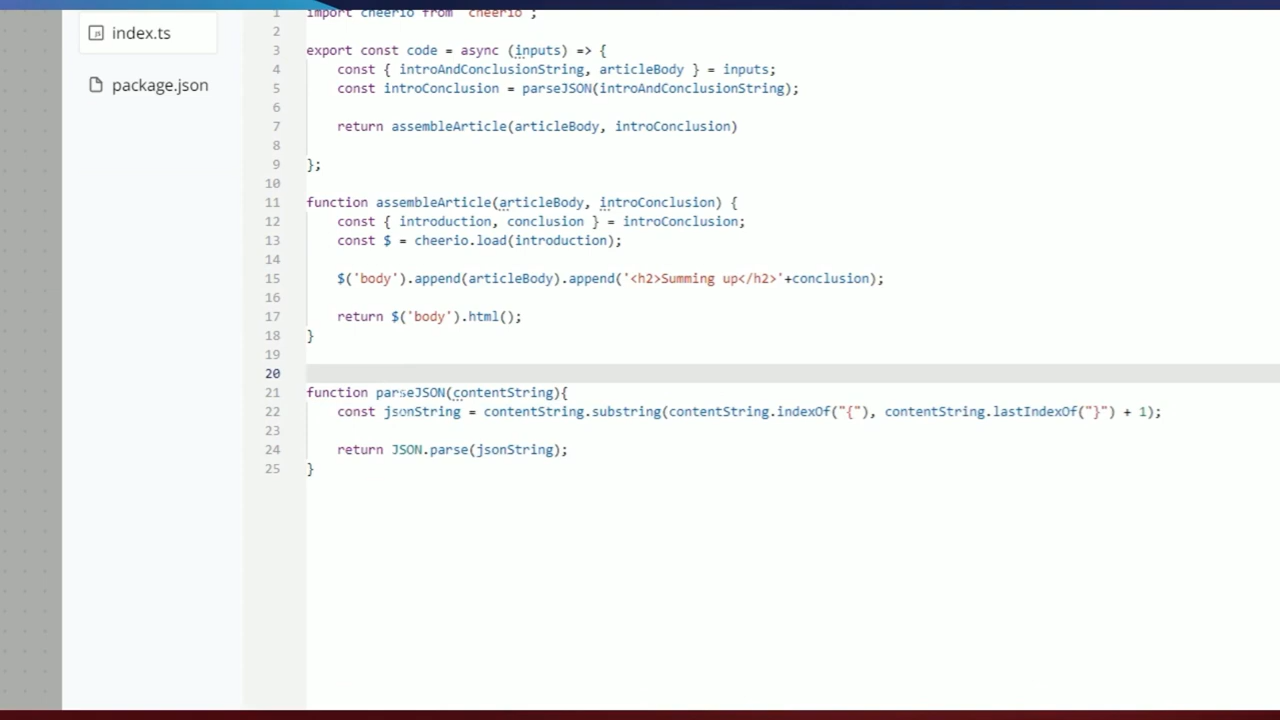 index.ts
package.json
1 import cheerio from 'cheerio';
2
3 export const code = async (inputs) => {
4 const { introAndConclusionString, articleBody } = inputs;
5 const introConclusion = parseJSON(introAndConclusionString);
6
7 return assembleArticle(articleBody, introConclusion)
8
9 };
10
11 function assembleArticle(articleBody, introConclusion) {
12 const { introduction, conclusion } = introConclusion;
13 const $ = cheerio.load(introduction);
14
15 $('body').append(articleBody).append('<h2>Summing up</h2>'+conclusion);
16
17 return $('body').html();
18 }
19
20
21 function parseJSON(contentString){
22 const jsonString = contentString.substring(contentString.indexOf("{"), contentString.lastIndexOf("}") + 1);
23
24 return JSON.parse(jsonString);
25 }